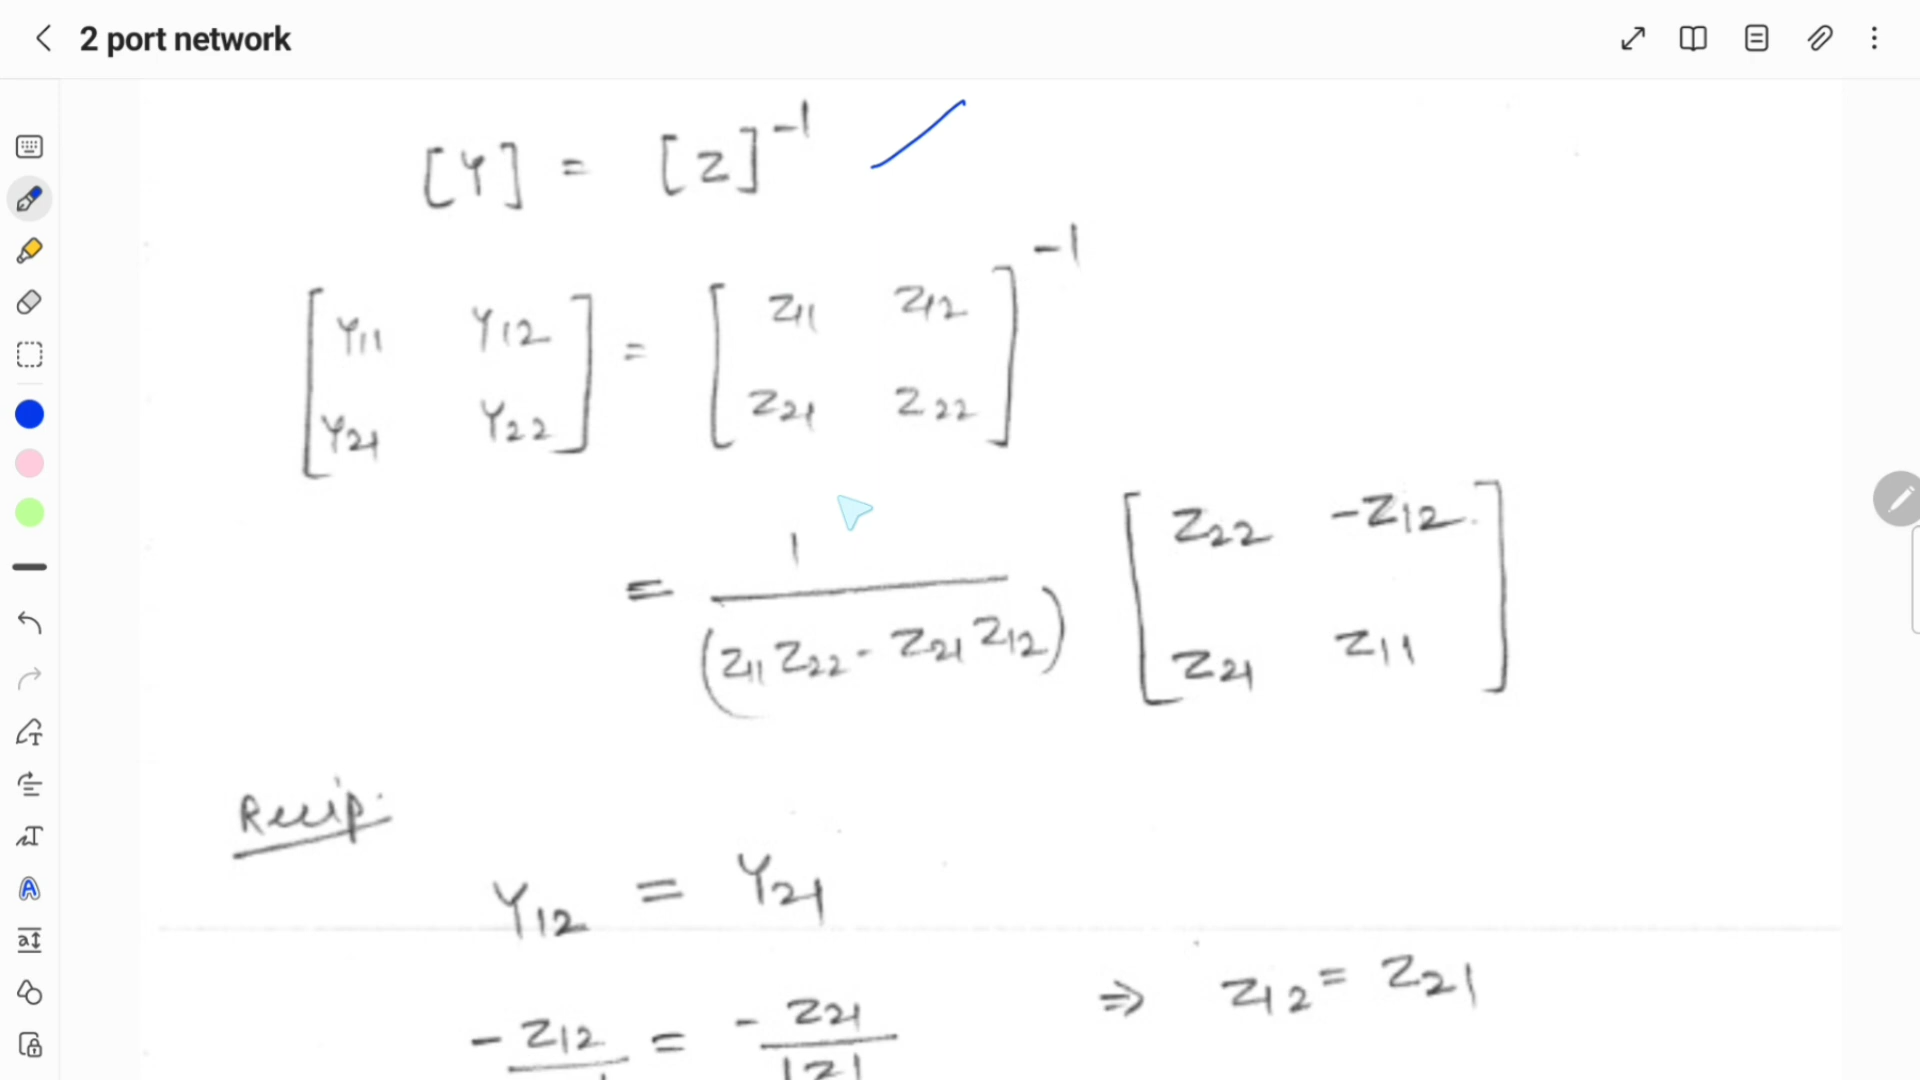 2 port network
[Y] = [Z]^-1
[Y11 Y12
Y21 Y22] = [Z11 Z12
Z21 Z22]^-1
= 1 / (Z11 Z22 - Z21 Z12) [Z22 -Z12
Z21 Z11]
Recip.
Y12 = Y21
-Z12 = -Z21 / |Z| ⇒ Z12 = Z21